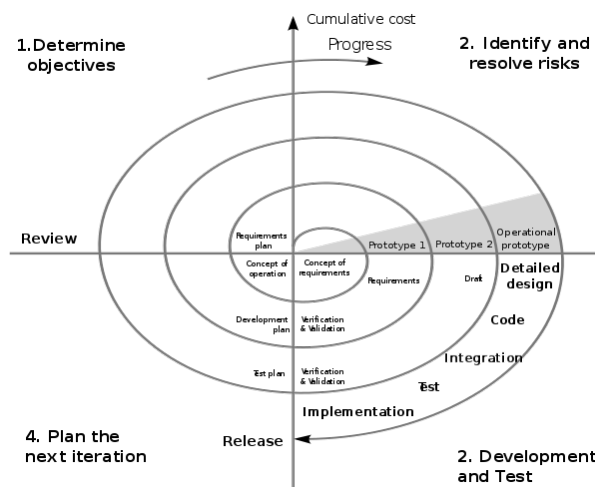 Cumulative cost
Progress
1.Determine
objectives
2. Identify and
resolve risks
Review
Requirements
plan
Prototype 1
Prototype 2
Operational
prototype
Concept of
operation
Concept of
requirements
Requirements
Draft
Detailed
design
Development
plan
Verification
& Validation
Code
Test plan
Verification
& Validation
Integration
Test
Implementation
4. Plan the
next iteration
Release
2. Development
and Test